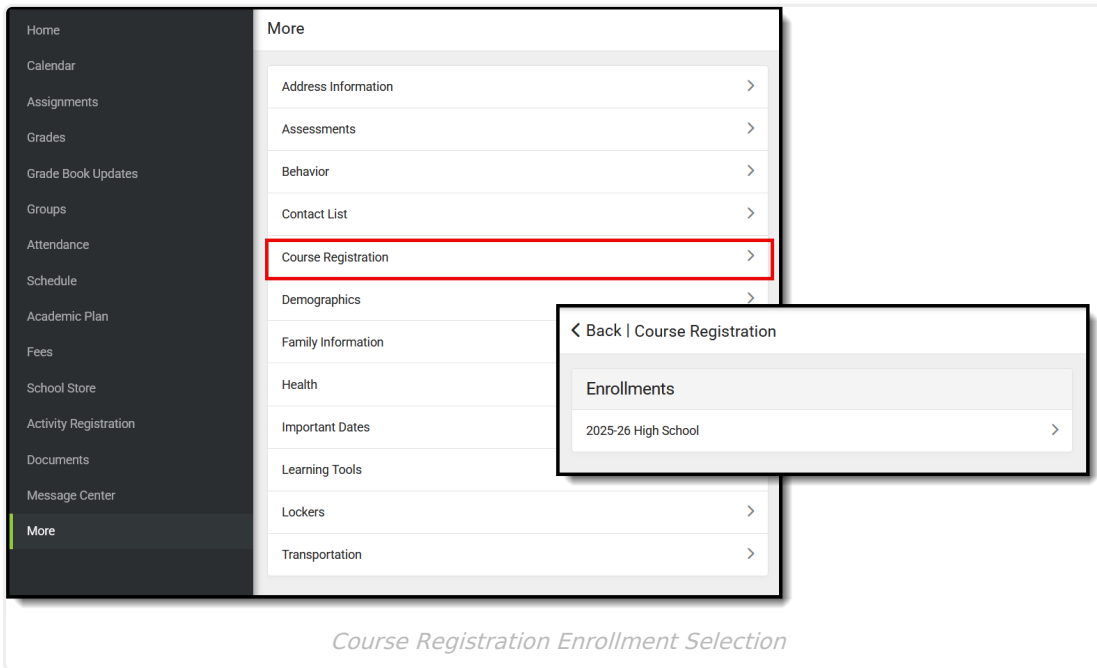 Home
Calendar
Assignments
Grades
Grade Book Updates
Groups
Attendance
Schedule
Academic Plan
Fees
School Store
Activity Registration
Documents
Message Center
More
More
Address Information
Assessments
Behavior
Contact List
Course Registration
Demographics
Family Information
Health
Important Dates
Learning Tools
Lockers
Transportation
Back | Course Registration
Enrollments
2025-26 High School
Course Registration Enrollment Selection